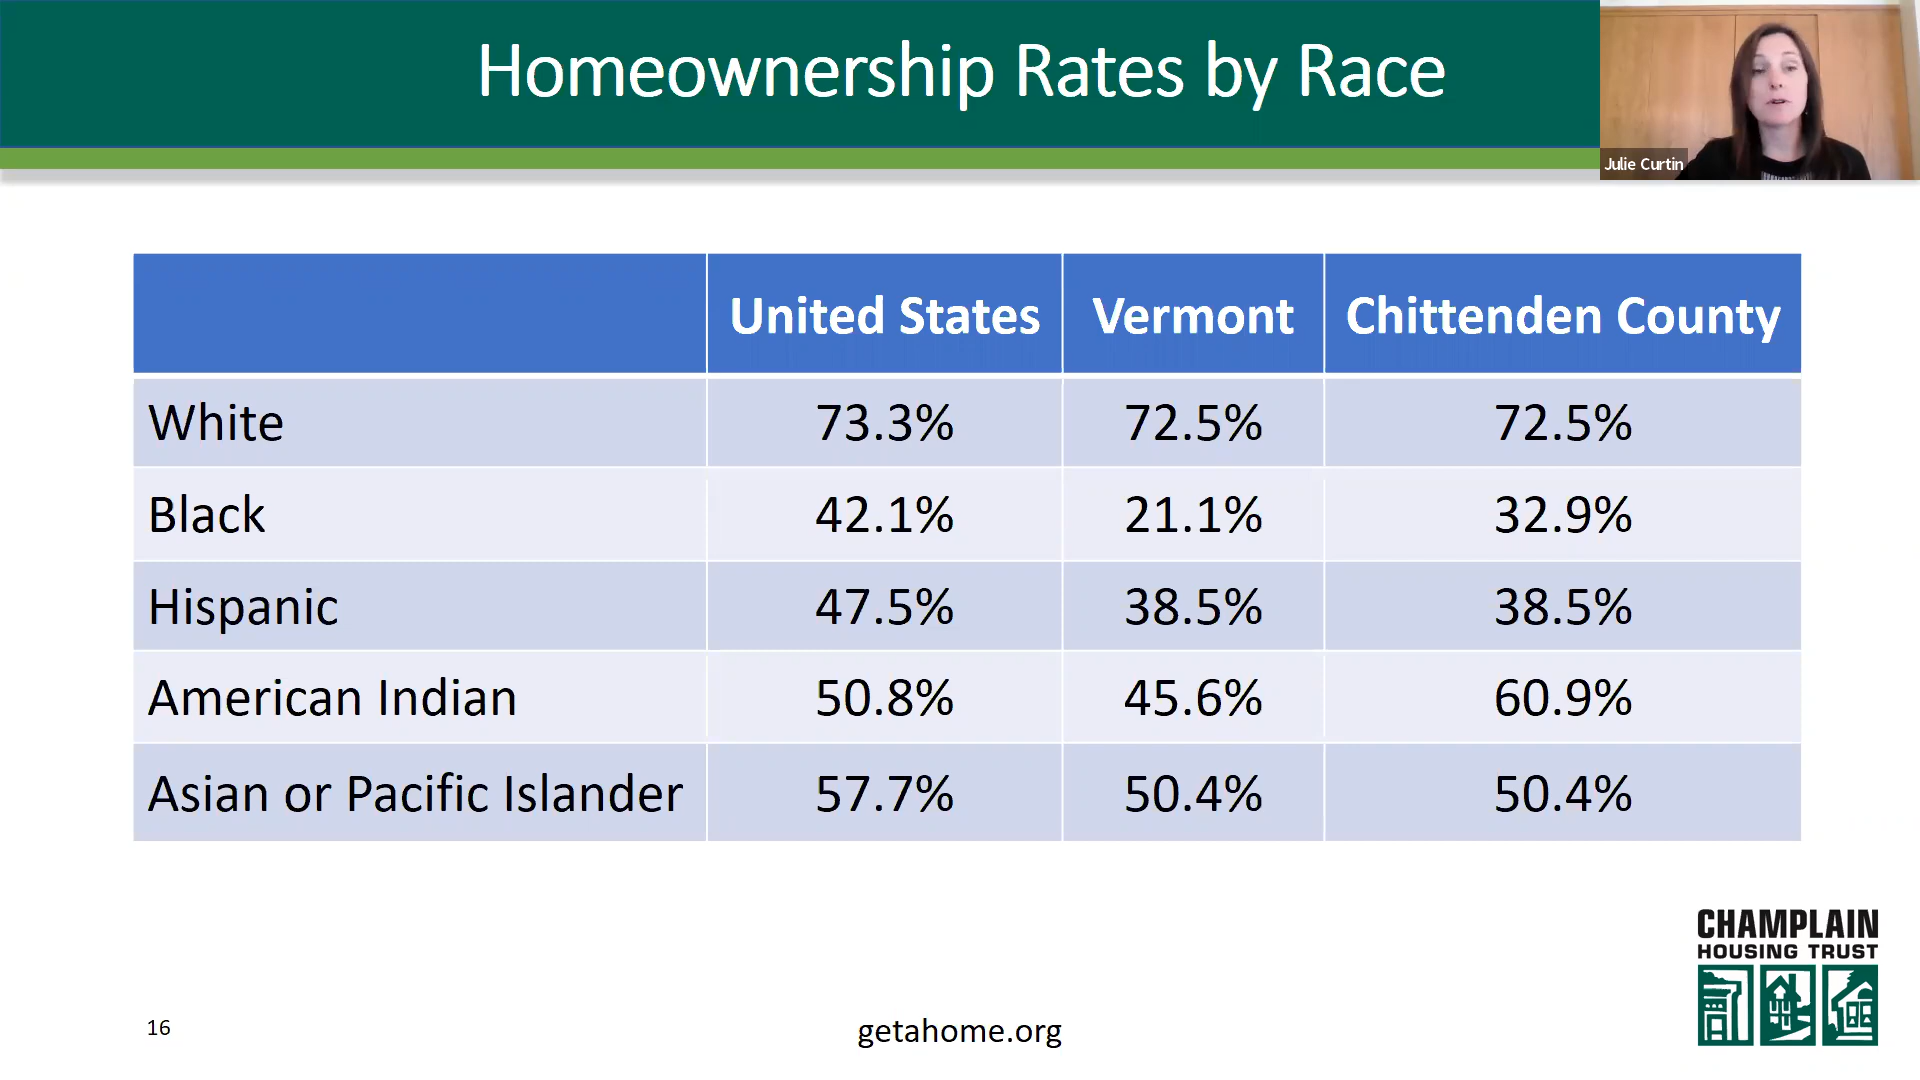 Homeownership Rates by Race
Julie Curtin
United States Vermont Chittenden County
White 73.3% 72.5% 72.5%
Black 42.1% 21.1% 32.9%
Hispanic 47.5% 38.5% 38.5%
American Indian 50.8% 45.6% 60.9%
Asian or Pacific Islander 57.7% 50.4% 50.4%
CHAMPLAIN
HOUSING TRUST
16
getahome.org